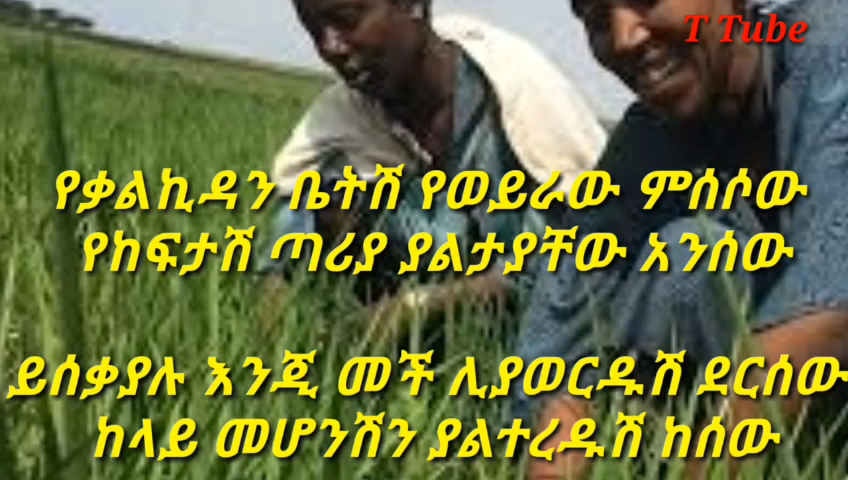 T Tube
የቃልኪዳን ቤትሽ የወይራው ምሰሶው
የከፍታሽ ጣሪያ ያልታያቸው አንሰው
ይሰቃያሉ እንጂ መች ሊያወርዱሽ ደርሰው
ከላይ መሆንሽን ያልተረዱሽ ከሰው